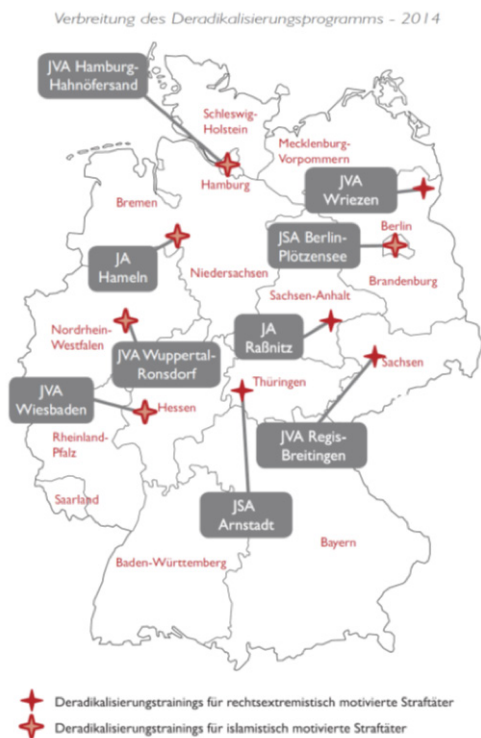 Verbreitung des Deradikalisierungsprogramms - 2014
JVA Hamburg-
Hahnöfersand
Schleswig-
Holstein
Mecklenburg-
Vorpommern
Hamburg
JVA
Wriezen
Bremen
Berlin
JSA Berlin-
Plötzensee
JA
Hameln
Niedersachsen
Brandenburg
Sachsen-Anhalt
Nordrhein-
Westfalen
JA
Raßnitz
JVA Wuppertal-
Ronsdorf
Sachsen
JVA
Wiesbaden
Thüringen
Hessen
Rheinland-
Pfalz
JVA Regis-
Breitingen
Saarland
JSA
Arnstadt
Bayern
Baden-Württemberg
Deradikalisierungstrainings für rechtsextremistisch motivierte Straftäter
Deradikalisierungstrainings für islamistisch motivierte Straftäter